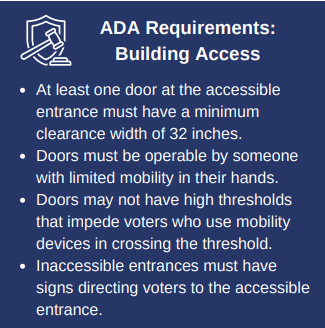 ADA Requirements:
Building Access
• At least one door at the accessible
entrance must have a minimum
clearance width of 32 inches.
• Doors must be operable by someone
with limited mobility in their hands.
• Doors may not have high thresholds
that impede voters who use mobility
devices in crossing the threshold.
• Inaccessible entrances must have
signs directing voters to the accessible
entrance.